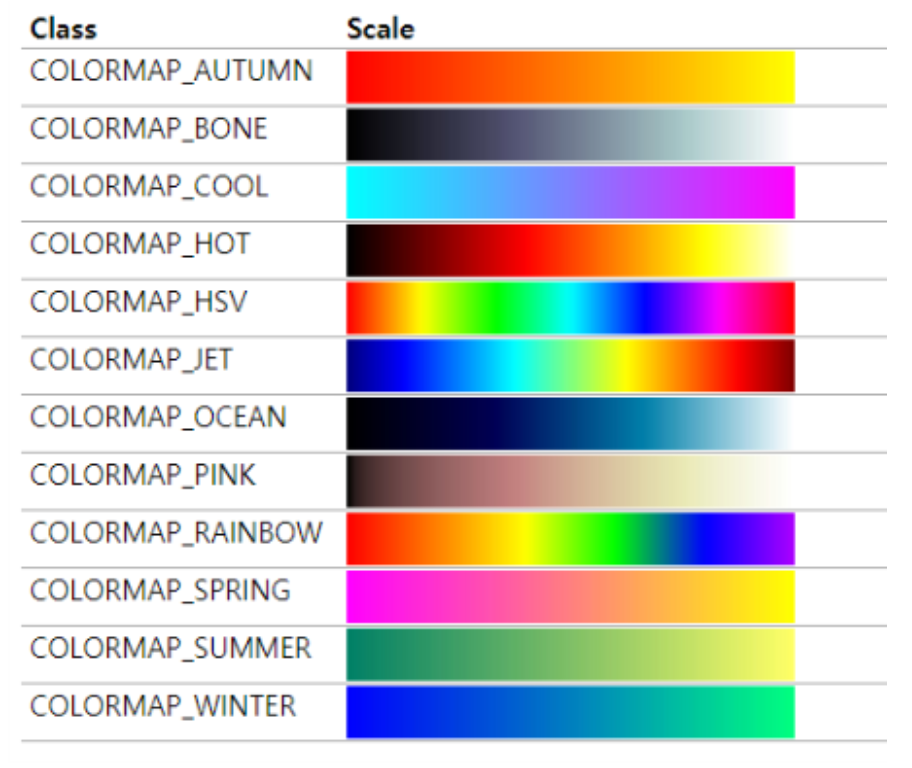 Class Scale
COLORMAP_AUTUMN
COLORMAP_BONE
COLORMAP_COOL
COLORMAP_HOT
COLORMAP_HSV
COLORMAP_JET
COLORMAP_OCEAN
COLORMAP_PINK
COLORMAP_RAINBOW
COLORMAP_SPRING
COLORMAP_SUMMER
COLORMAP_WINTER